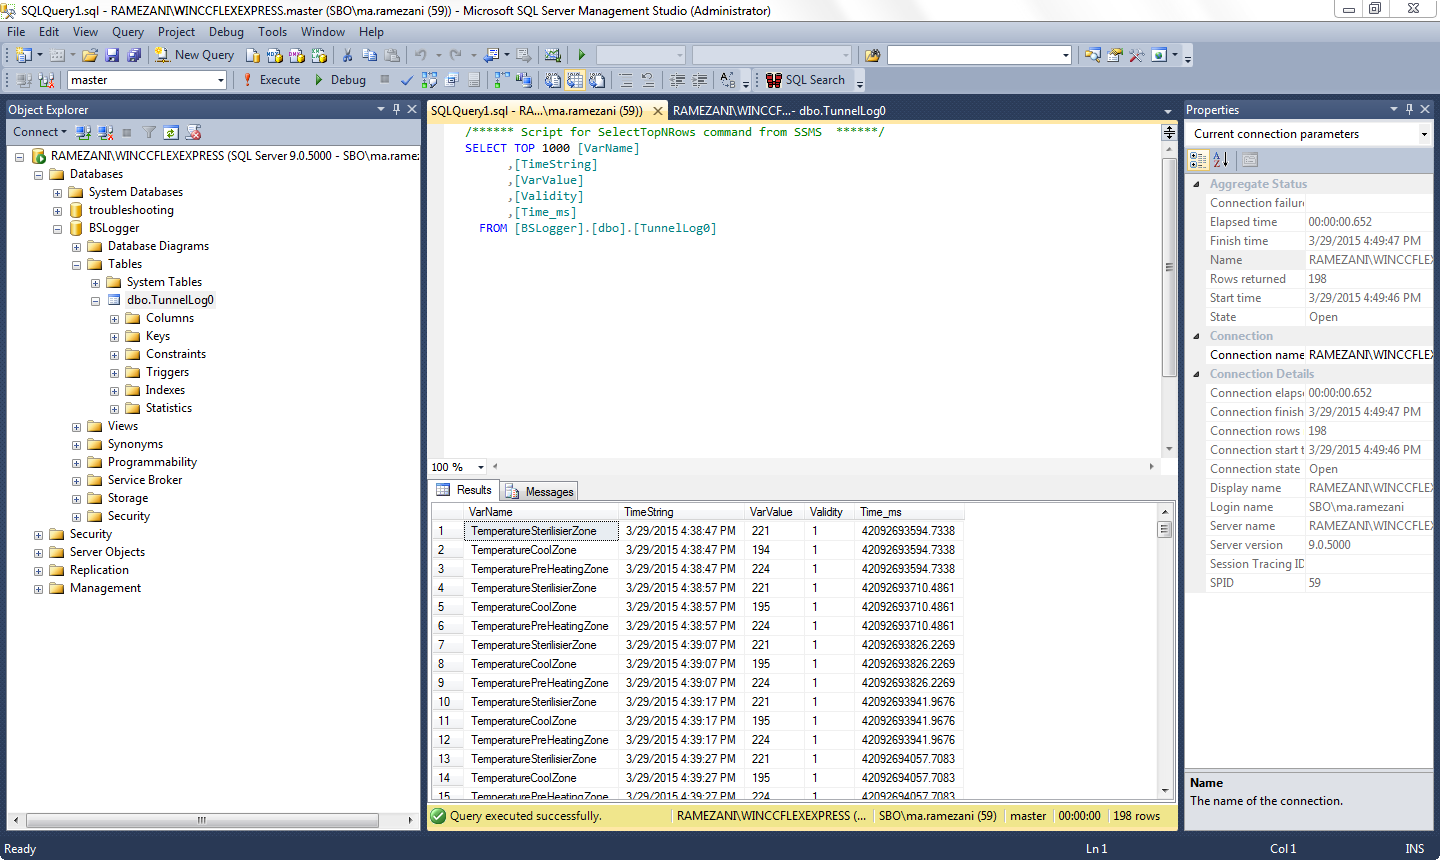 SQLQuery1.sql - RAMEZANI\WINCCFLEXEXPRESS.master (SBO\ma.ramezani (59)) - Microsoft SQL Server Management Studio (Administrator)
File Edit View Query Project Debug Tools Window Help
New Query
master Execute Debug SQL Search
Object Explorer
Connect
RAMEZANI\WINCCFLEXEXPRESS (SQL Server 9.0.5000 - SBO\ma.ramez
Databases
System Databases
troubleshooting
BSLogger
Database Diagrams
Tables
System Tables
dbo.TunnelLog0
Columns
Keys
Constraints
Triggers
Indexes
Statistics
Views
Synonyms
Programmability
Service Broker
Storage
Security
Security
Server Objects
Replication
Management
SQLQuery1.sql - RA...\ma.ramezani (59)) RAMEZANI\WINCCF...- dbo.TunnelLog0
/****** Script for SelectTopNRows command from SSMS  ******/
SELECT TOP 1000 [VarName]
,[TimeString]
,[VarValue]
,[Validity]
,[Time_ms]
FROM [BSLogger].[dbo].[TunnelLog0]
100 %
Results Messages
VarName TimeString VarValue Validity Time_ms
1 TemperatureSterilisierZone 3/29/2015 4:38:47 PM 221 1 42092693594.7338
2 TemperatureCoolZone 3/29/2015 4:38:47 PM 194 1 42092693594.7338
3 TemperaturePreHeatingZone 3/29/2015 4:38:47 PM 224 1 42092693594.7338
4 TemperatureSterilisierZone 3/29/2015 4:38:57 PM 221 1 42092693710.4861
5 TemperatureCoolZone 3/29/2015 4:38:57 PM 195 1 42092693710.4861
6 TemperaturePreHeatingZone 3/29/2015 4:38:57 PM 224 1 42092693710.4861
7 TemperatureSterilisierZone 3/29/2015 4:39:07 PM 221 1 42092693826.2269
8 TemperatureCoolZone 3/29/2015 4:39:07 PM 195 1 42092693826.2269
9 TemperaturePreHeatingZone 3/29/2015 4:39:07 PM 224 1 42092693826.2269
10 TemperatureSterilisierZone 3/29/2015 4:39:17 PM 221 1 42092693941.9676
11 TemperatureCoolZone 3/29/2015 4:39:17 PM 195 1 42092693941.9676
12 TemperaturePreHeatingZone 3/29/2015 4:39:17 PM 224 1 42092693941.9676
13 TemperatureSterilisierZone 3/29/2015 4:39:27 PM 221 1 42092694057.7083
14 TemperatureCoolZone 3/29/2015 4:39:27 PM 195 1 42092694057.7083
15 TemperaturePreHeatingZone 3/29/2015 4:39:27 PM 224 1 42092694057.7083
Query executed successfully. RAMEZANI\WINCCFLEXEXPRESS (... SBO\ma.ramezani (59) master 00:00:00 198 rows
Properties
Current connection parameters
Aggregate Status
Connection failure
Elapsed time 00:00:00.652
Finish time 3/29/2015 4:49:47 PM
Name RAMEZANI\WINCCFLEX
Rows returned 198
Start time 3/29/2015 4:49:46 PM
State Open
Connection
Connection name RAMEZANI\WINCCFLEX
Connection Details
Connection elaps 00:00:00.652
Connection finish 3/29/2015 4:49:47 PM
Connection rows 198
Connection start t 3/29/2015 4:49:46 PM
Connection state Open
Display name RAMEZANI\WINCCFLEX
Login name SBO\ma.ramezani
Server name RAMEZANI\WINCCFLEX
Server version 9.0.5000
Session Tracing ID
SPID 59
Name
The name of the connection.
Ready Ln 1 Col 1 INS